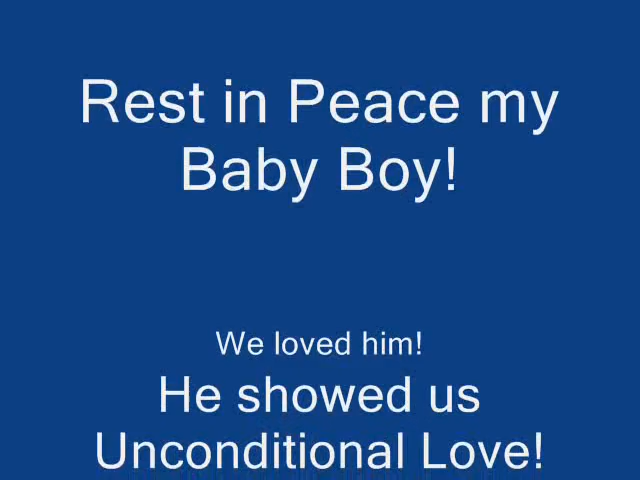 Rest in Peace my
Baby Boy!
We loved him!
He showed us
Unconditional Love!